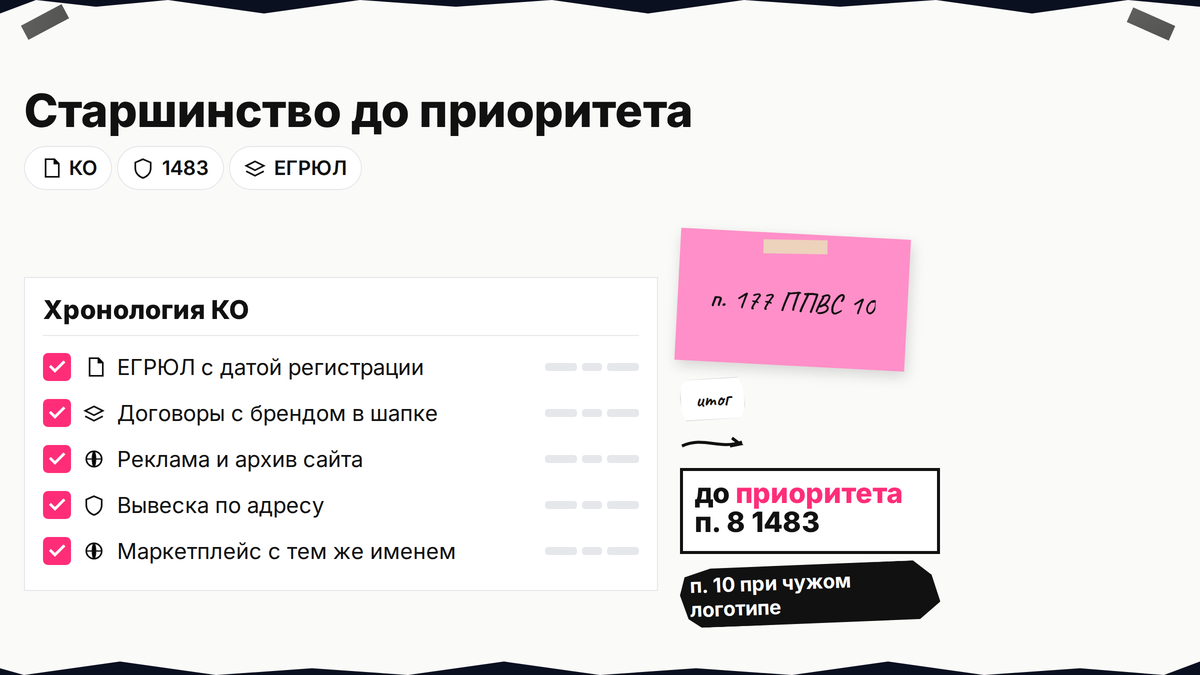 Старшинство до приоритета
КО
1483
ЕГРЮЛ
Хронология КО
ЕГРЮЛ с датой регистрации
Договоры с брендом в шапке
Реклама и архив сайта
Вывеска по адресу
Маркетплейс с тем же именем
п. 177 ППВС 10
итог
до приоритета
п. 8 1483
п. 10 при чужом
логотипе